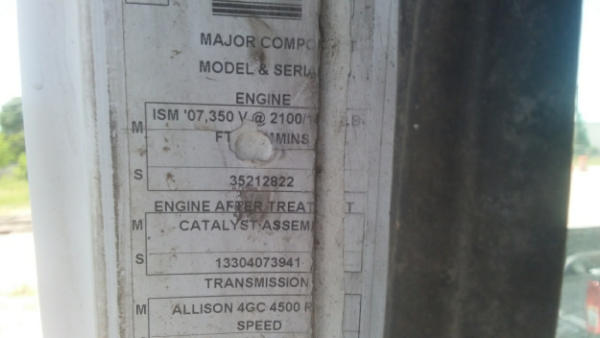 MAJOR COMPO
MODEL & SERIA
ENGINE
M
ISM '07,350 V @ 2100/1
FT MMINS
S
35212822
ENGINE AFTER TREAT T
M
CATALYST ASSEM
S
13304073941
TRANSMISSION
M
ALLISON 4GC 4500
SPEED